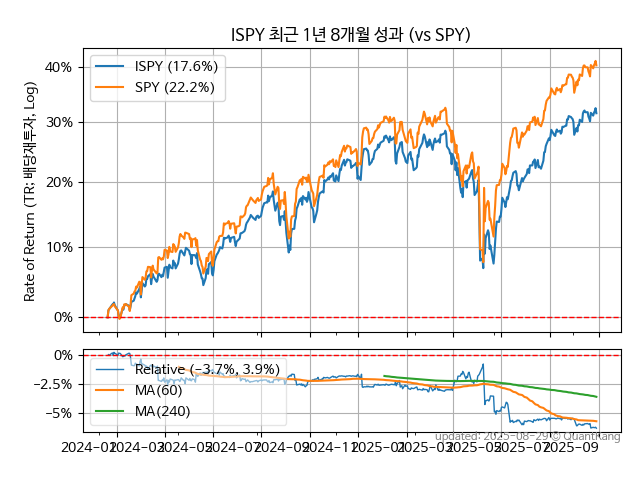 ISPY 최근 1년 8개월 성과 (vs SPY)
Rate of Return (TR: 배당재투자, Log)
40%
30%
20%
10%
0%
ISPY (17.6%)
SPY (22.2%)
0%
−2.5%
−5%
Relative (−3.7%, 3.9%)
MA(60)
MA(240)
2024-01
2024-03
2024-05
2024-07
2024-09
2024-11
2025-01
2025-03
2025-05
2025-07
2025-09
updated: 2025-08-29 © QuantKang